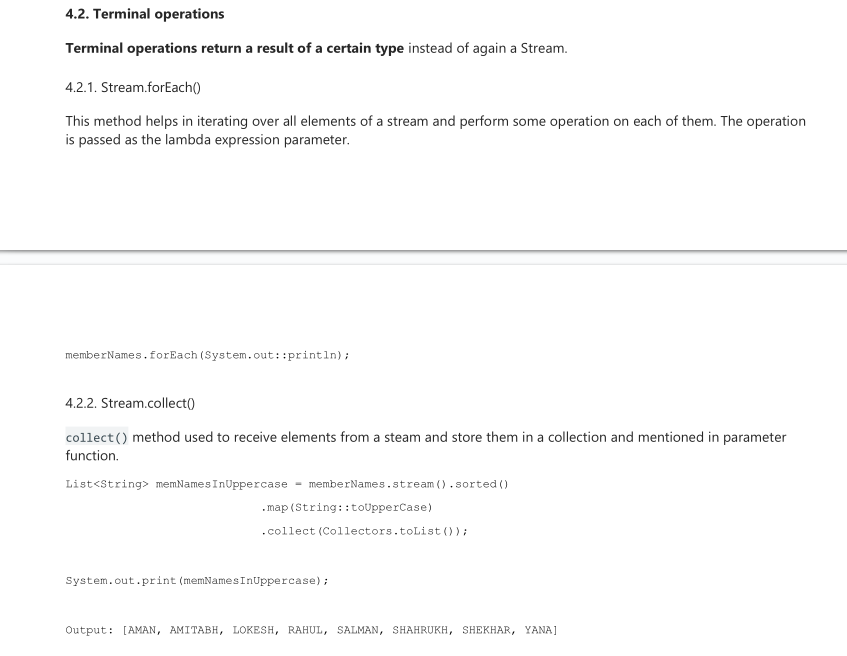 4.2. Terminal operations
Terminal operations return a result of a certain type instead of again a Stream.
4.2.1. Stream.forEach()
This method helps in iterating over all elements of a stream and perform some operation on each of them. The operation
is passed as the lambda expression parameter.
memberNames.forEach(System.out::println);
4.2.2. Stream.collect()
collect() method used to receive elements from a steam and store them in a collection and mentioned in parameter
function.
List<String> memNamesInUppercase = memberNames.stream().sorted()
.map(String::toUpperCase)
.collect(Collectors.toList());
System.out.print(memNamesInUppercase);
Output: [AMAN, AMITABH, LOKESH, RAHUL, SALMAN, SHAHRUKH, SHEKHAR, YANA]